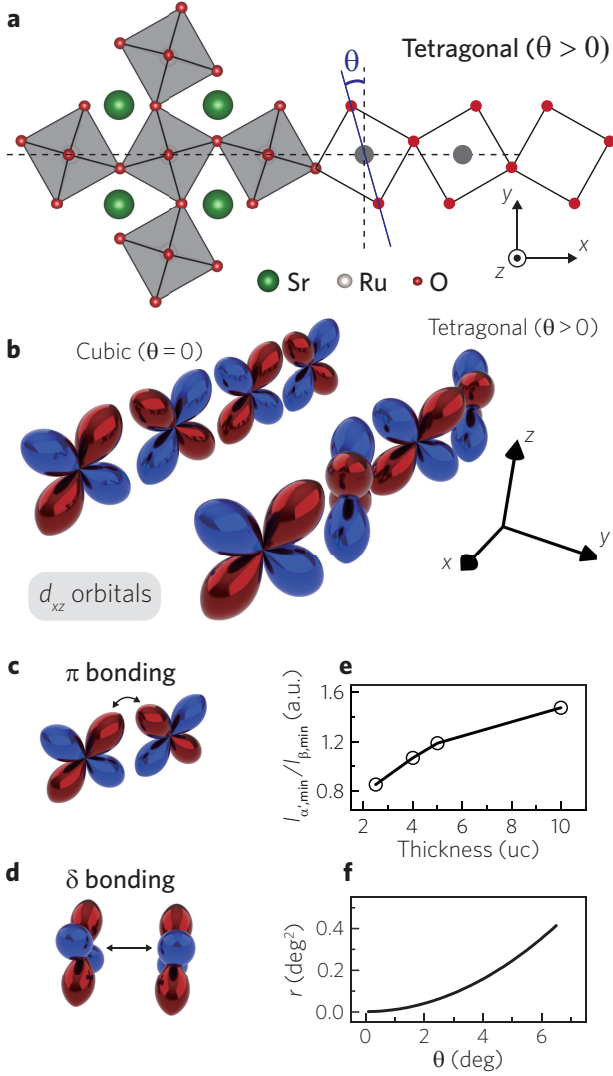 a
Tetragonal (θ > 0)
θ
y
z
x
Sr Ru O
b
Cubic (θ = 0)
Tetragonal (θ > 0)
z
y
x
dxz orbitals
c
π bonding
e
Iα′,min/Iβ,min (a.u.)
1.6
1.2
0.8
2 4 6 8 10
Thickness (uc)
d
δ bonding
f
r (deg²)
0.4
0.2
0.0
0 2 4 6
θ (deg)